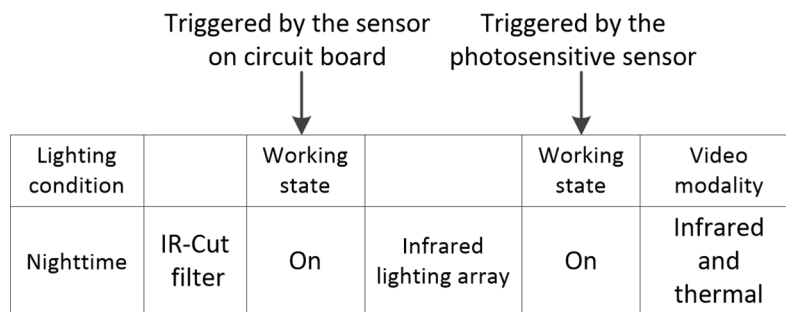 Triggered by the sensor
on circuit board
Triggered by the
photosensitive sensor
Lighting
condition
Working
state
Working
state
Video
modality
Nighttime
IR-Cut
filter
On
Infrared
lighting array
On
Infrared
and
thermal